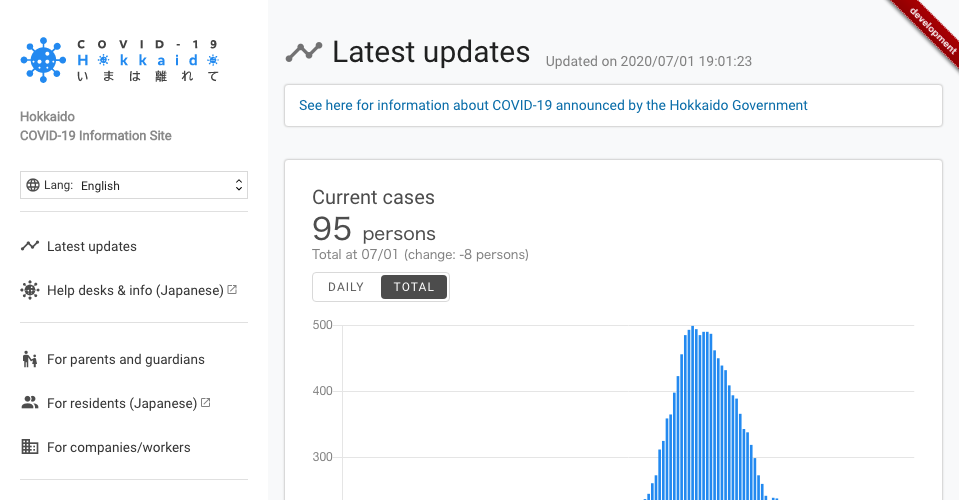 COVID-19
Hokkaido
いまは離れて
Hokkaido
COVID-19 Information Site
Lang: English
Latest updates
Help desks & info (Japanese)
For parents and guardians
For residents (Japanese)
For companies/workers
development
Latest updates
Updated on 2020/07/01 19:01:23
See here for information about COVID-19 announced by the Hokkaido Government
Current cases
95 persons
Total at 07/01 (change: -8 persons)
DAILY
TOTAL
500
400
300